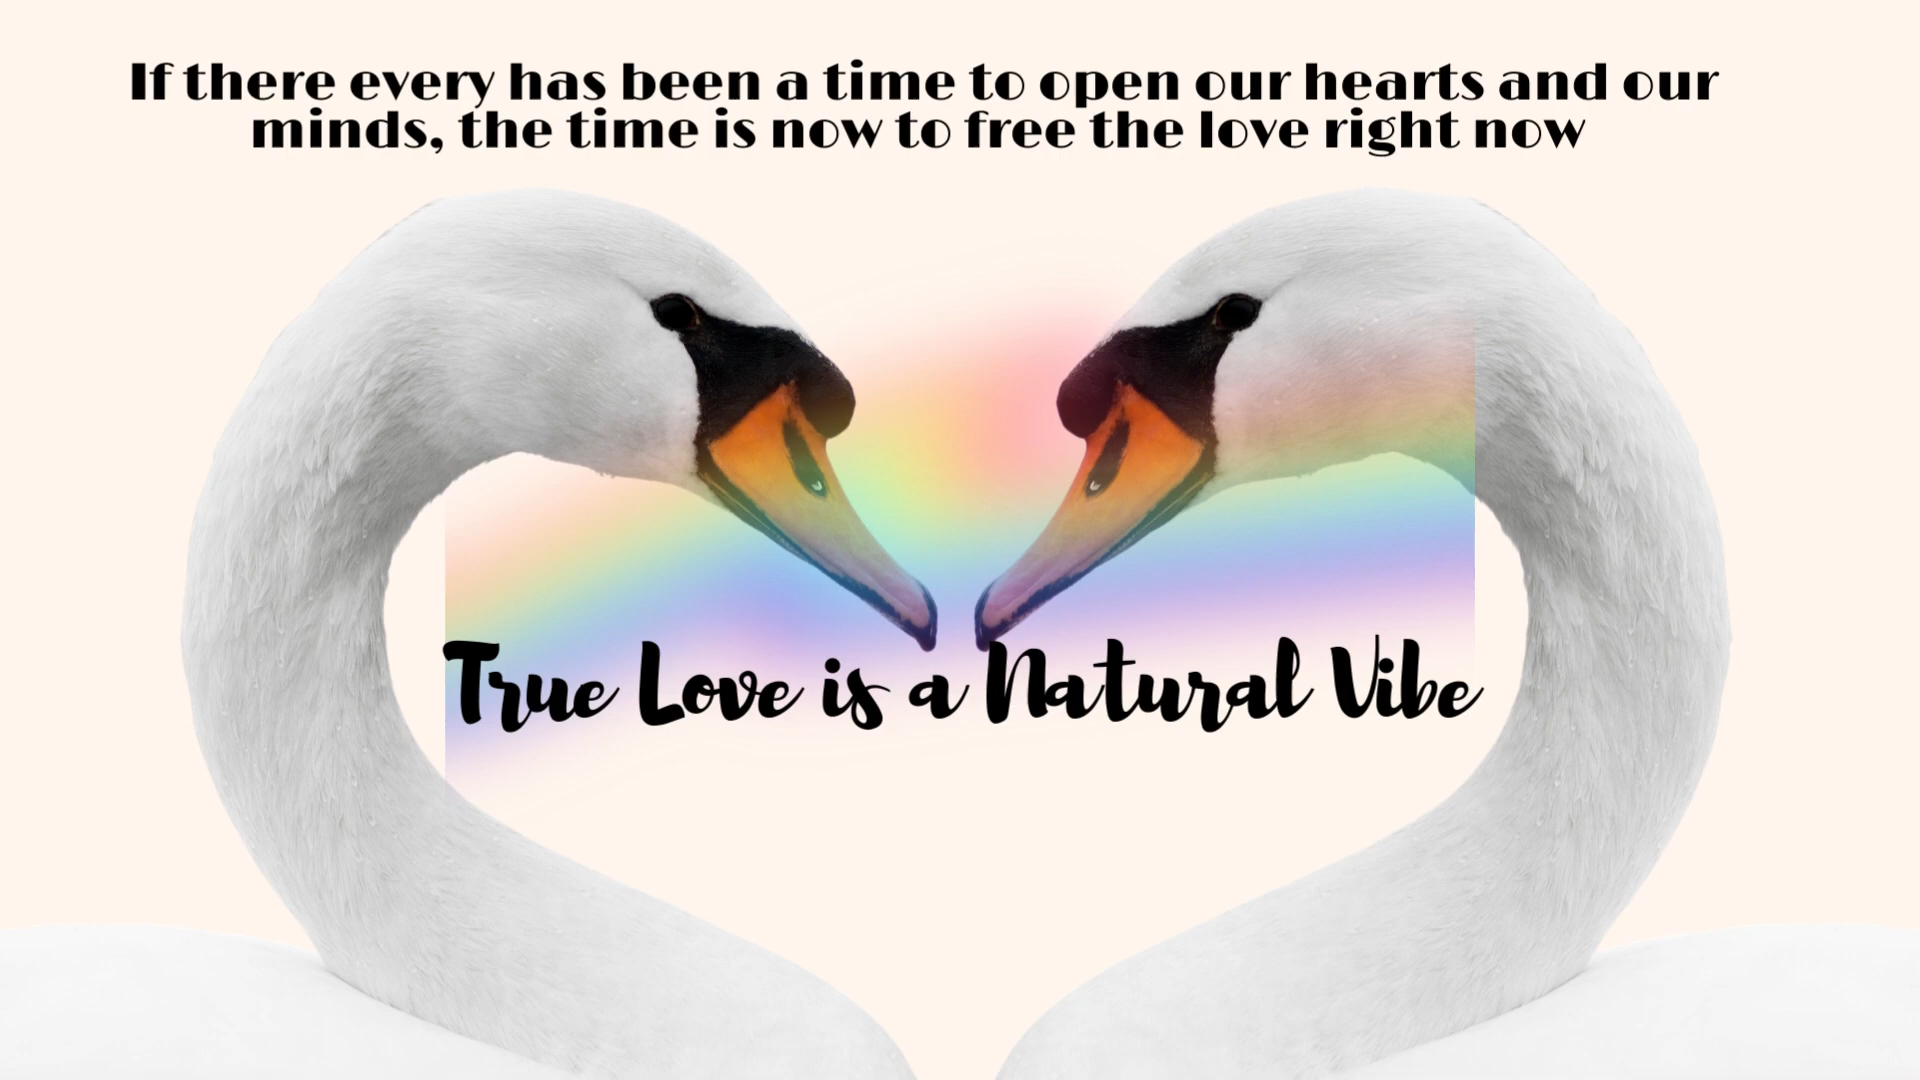 If there every has been a time to open our hearts and our
minds, the time is now to free the love right now
True Love is a Natural Vibe